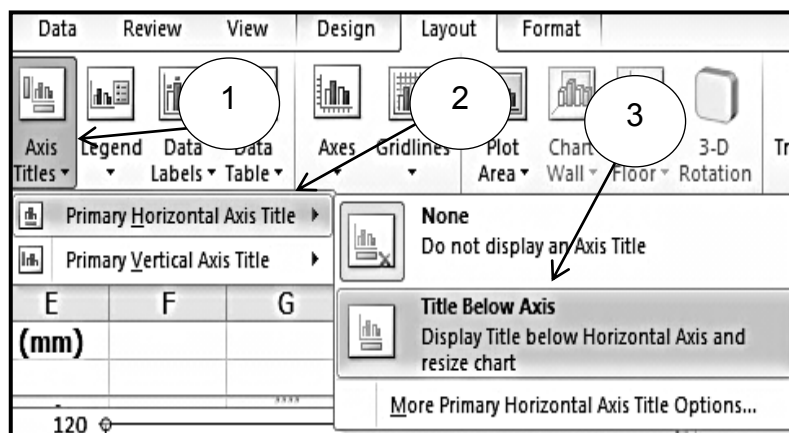 Data Review View Design Layout Format
1 2 3
Axis Legend Data Data Axes Gridlines Plot Chart 3-D
Titles Labels Table Area Wall Floor Rotation
Primary Horizontal Axis Title
Primary Vertical Axis Title
None
Do not display an Axis Title
Title Below Axis
Display Title below Horizontal Axis and
resize chart
More Primary Horizontal Axis Title Options...
E F G
(mm)
120